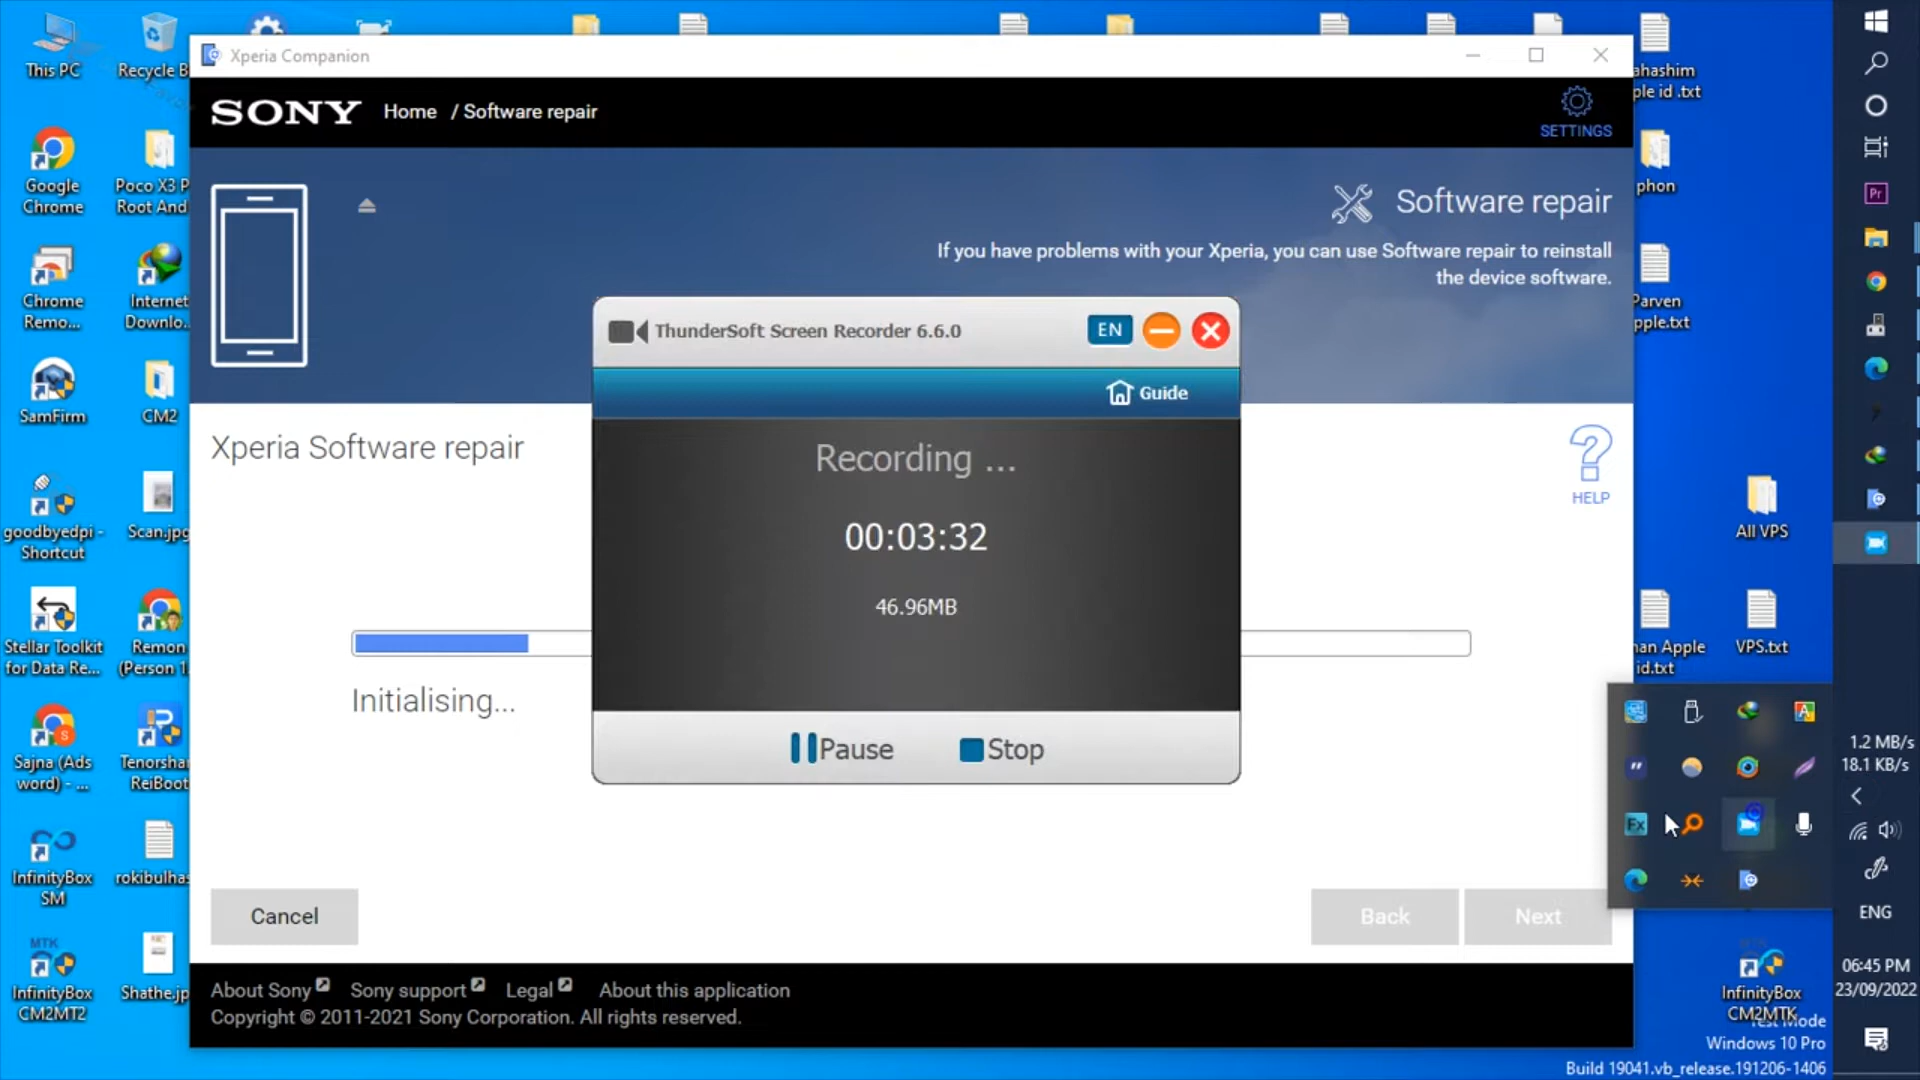 This PC
Recycle B
Google
Chrome
Poco X3 P
Root And
Chrome
Remo...
Internet
Downlo...
SamFirm
CM2
goodbyedpi -
Shortcut
Scan.jpg
Stellar Toolkit
for Data Re...
Remon
(Person 1
Sajna (Ads
word) - ...
Tenorsha
ReiBoot
InfinityBox
SM
rokibulhas
MTK
InfinityBox
CM2MT2
Shathe.jp
Xperia Companion
SONY
Home / Software repair
SETTINGS
Software repair
If you have problems with your Xperia, you can use Software repair to reinstall
the device software.
ThunderSoft Screen Recorder 6.6.0
EN
Guide
Recording ...
00:03:32
46.96MB
Pause
Stop
Xperia Software repair
HELP
Initialising...
Cancel
Back
Next
About Sony
Sony support
Legal
About this application
Copyright © 2011-2021 Sony Corporation. All rights reserved.
ahashim
ple id .txt
phon
Parven
pple.txt
All VPS
an Apple
id.txt
VPS.txt
InfinityBox
CM2MTK
Pr
Fx
A
1.2 MB/s
18.1 KB/s
ENG
06:45 PM
23/09/2022
Mode
Windows 10 Pro
Build 19041.vb_release.191206-1406